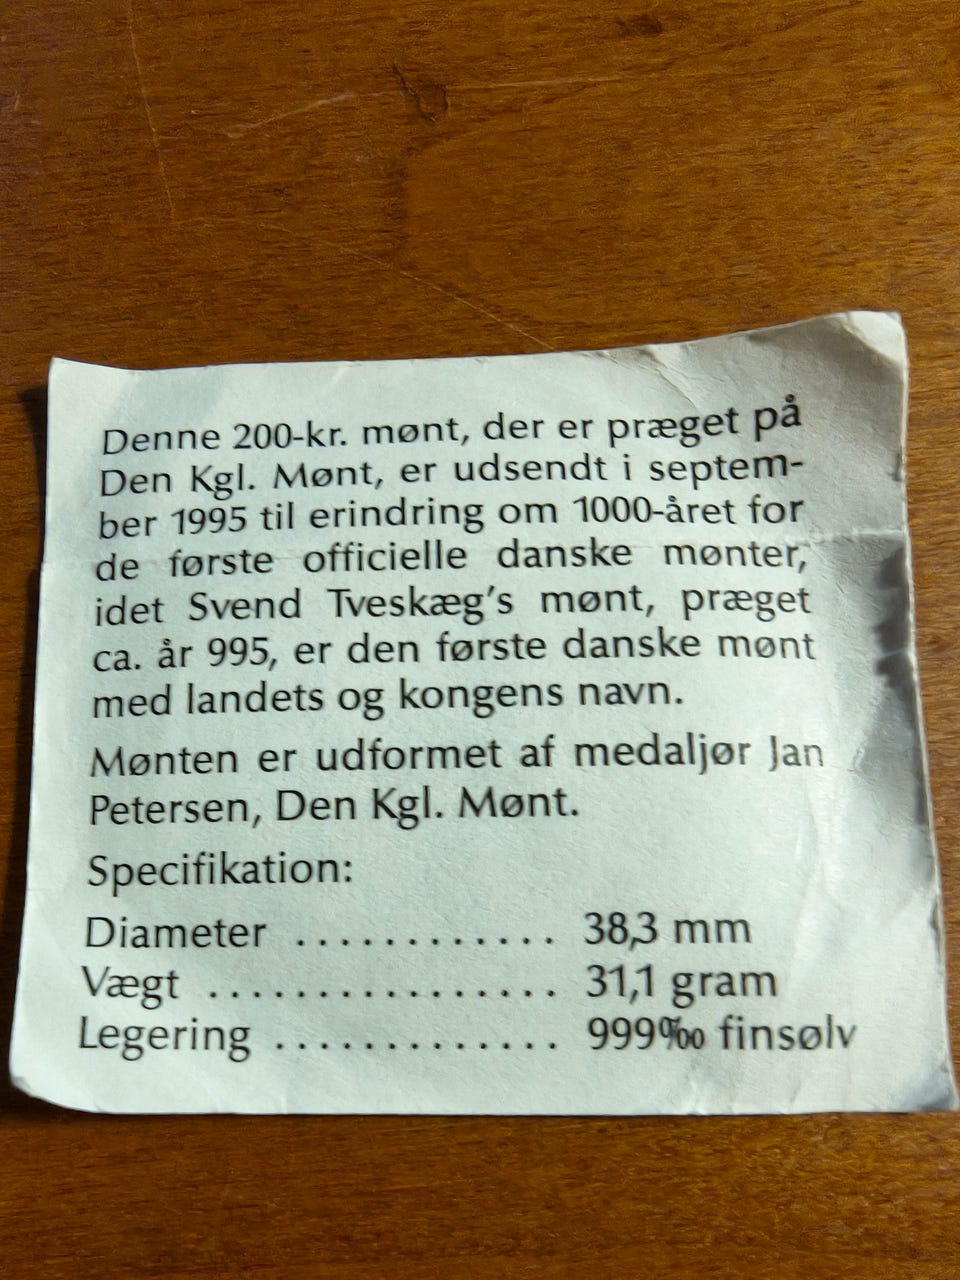 Denne 200-kr. mønt, der er præget på
Den Kgl. Mønt, er udsendt i septem-
ber 1995 til erindring om 1000-året for
de første officielle danske mønter,
idet Svend Tveskæg's mønt, præget
ca. år 995, er den første danske mønt
med landets og kongens navn.
Mønten er udformet af medaljør Jan
Petersen, Den Kgl. Mønt.
Specifikation:
Diameter ............ 38,3 mm
Vægt ................. 31,1 gram
Legering ............. 999‰ finsølv